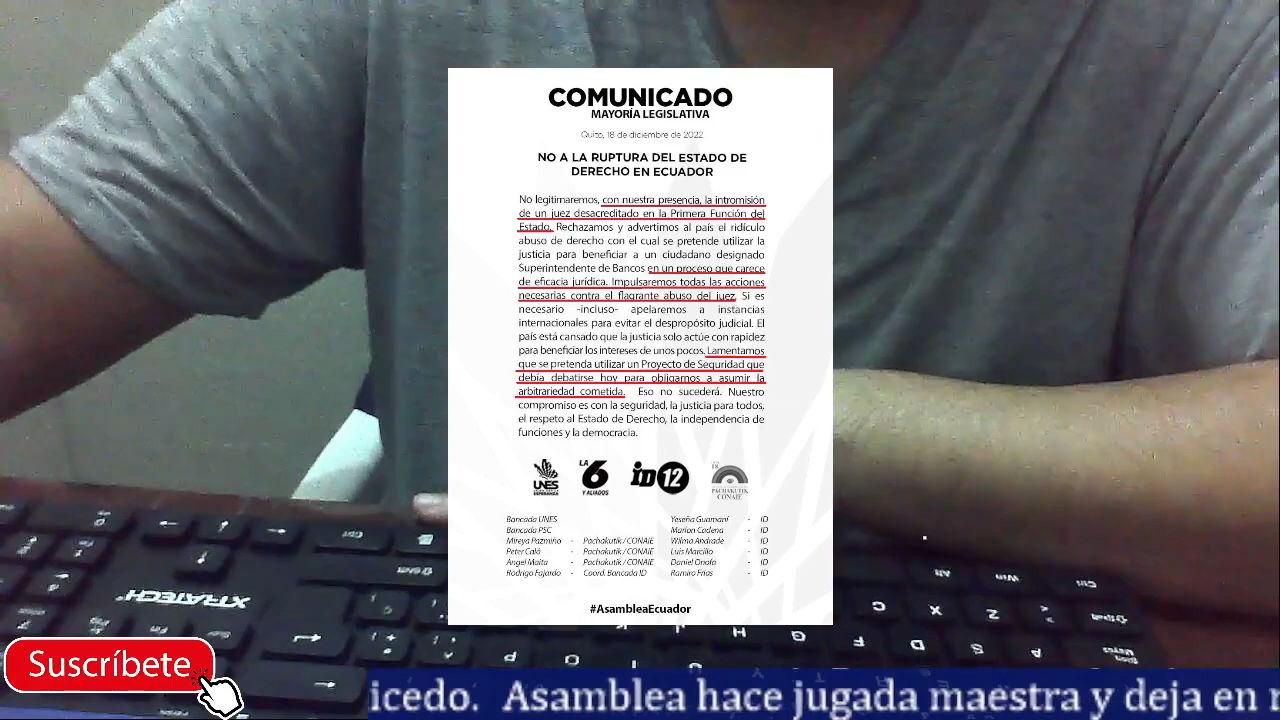 COMUNICADO
MAYORÍA LEGISLATIVA
Quito, 18 de diciembre de 2022
NO A LA RUPTURA DEL ESTADO DE
DERECHO EN ECUADOR
No legitimaremos, con nuestra presencia, la intromisión
de un juez desacreditado en la Primera Función del
Estado. Rechazamos y advertimos al país el ridículo
abuso de derecho con el cual se pretende utilizar la
justicia para beneficiar a un ciudadano designado
Superintendente de Bancos en un proceso que carece
de eficacia jurídica. Impulsaremos todas las acciones
necesarias contra el flagrante abuso del juez. Si es
necesario -incluso- apelaremos a instancias
internacionales para evitar el despropósito judicial. El
país está cansado que la justicia solo actúe con rapidez
para beneficiar los intereses de unos pocos. Lamentamos
que se pretenda utilizar un Proyecto de Seguridad que
debía debatirse hoy para obligarnos a asumir la
arbitrariedad cometida. Eso no sucederá. Nuestro
compromiso es con la seguridad, la justicia para todos,
el respeto al Estado de Derecho, la independencia de
funciones y la democracia.
UNES
ESPERANZA
LA 6
Y ALIADOS
iD 12
18
PACHAKUTIK
CONAIE
Bancada UNES
Bancada PSC
Mireya Pazmiño - Pachakutik / CONAIE
Peter Caló - Pachakutik / CONAIE
Ángel Maita - Pachakutik / CONAIE
Rodrigo Fajardo - Coord. Bancada ID
Yeseña Guamaní - ID
Marlon Cadena - ID
Wilma Andrade - ID
Luis Marcillo - ID
Daniel Onofa - ID
Ramiro Frías - ID
#AsambleaEcuador
XTRATECH
Suscríbete
icedo. Asamblea hace jugada maestra y deja en